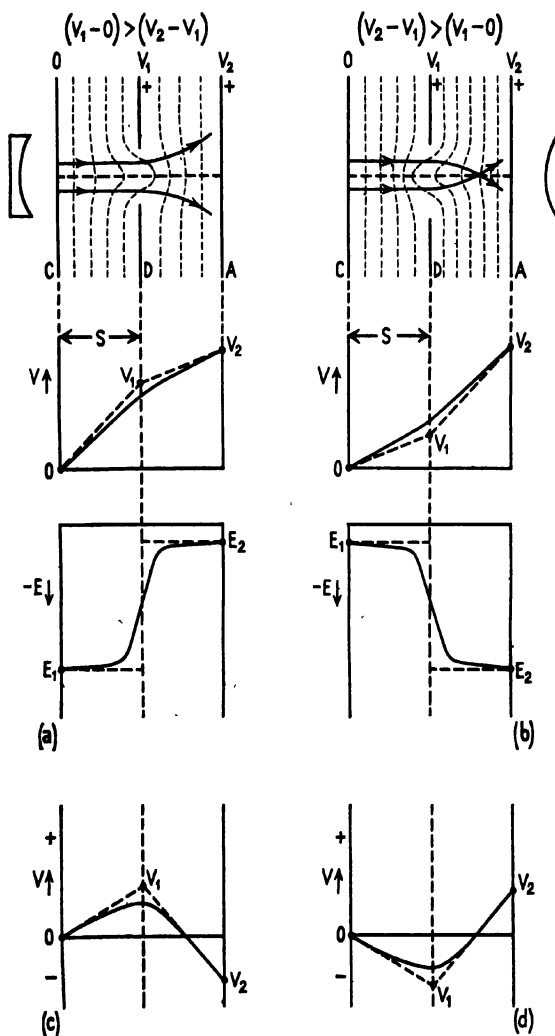 (V₁−0) > (V₂−V₁) (V₂−V₁) > (V₁−0)
0 V₁ V₂ 0 V₁ V₂
+ + + +
C D A C D A
S S
V₂ V₂
V↑ V₁ V↑ V₁
0 0
E₂ E₁
−E↓ −E↓
E₁ E₂
(a) (b)
+ +
V↑ V₁ V↑ V₂
0 0
− V₂ − V₁
(c) (d)